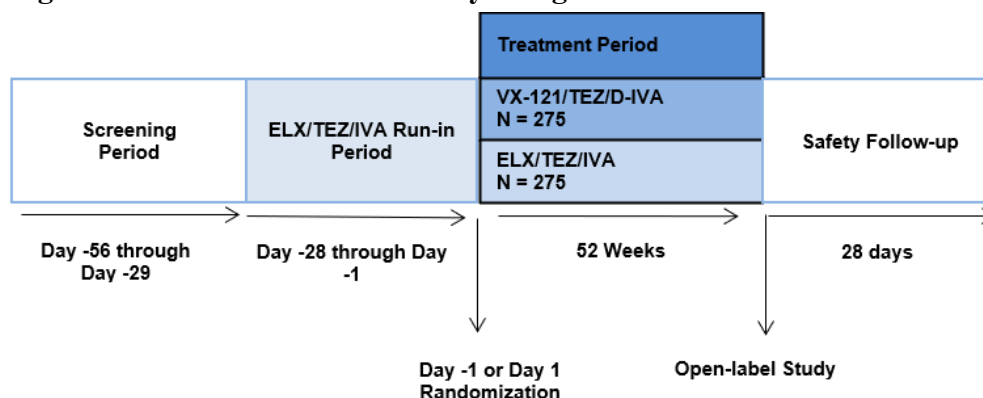 Treatment Period
Screening
Period
ELX/TEZ/IVA Run-in
Period
VX-121/TEZ/D-IVA
N = 275
ELX/TEZ/IVA
N = 275
Safety Follow-up
Day -56 through
Day -29
Day -28 through Day
-1
52 Weeks
28 days
Day -1 or Day 1
Randomization
Open-label Study